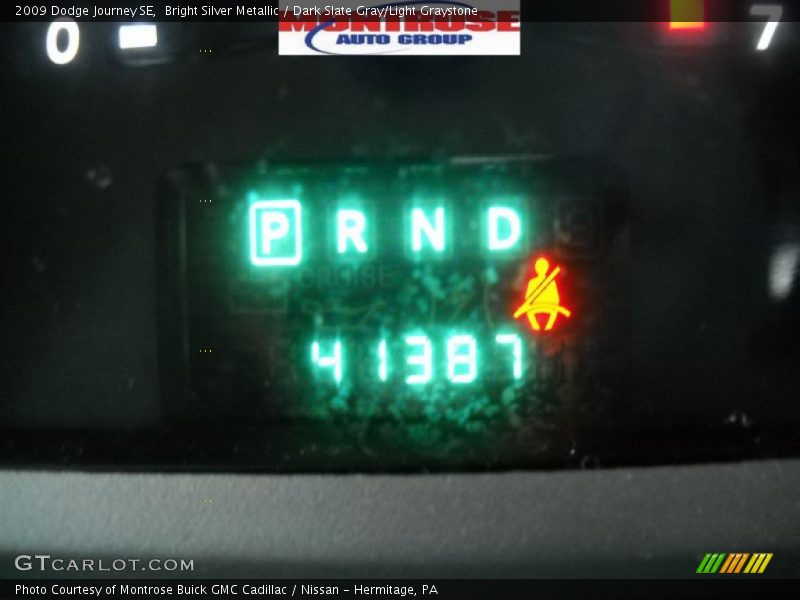 2009 Dodge Journey SE, Bright Silver Metallic / Dark Slate Gray/Light Graystone
MONTROSE
AUTO GROUP
0 7
P R N D
CRUISE
41387
GTCARLOT.COM
Photo Courtesy of Montrose Buick GMC Cadillac / Nissan - Hermitage, PA